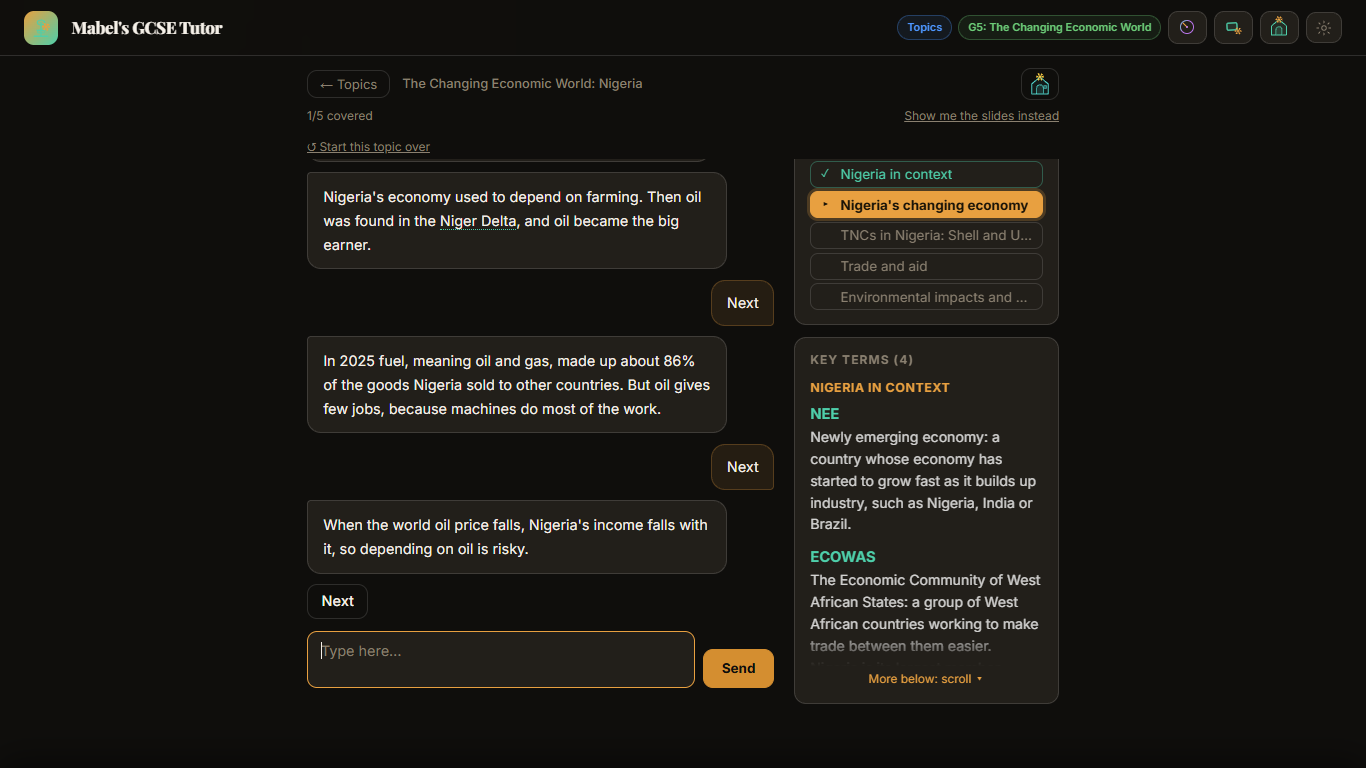 Mabel's GCSE Tutor
Topics
G5: The Changing Economic World
← Topics
The Changing Economic World: Nigeria
1/5 covered
Show me the slides instead
↺ Start this topic over
Nigeria's economy used to depend on farming. Then oil
was found in the Niger Delta, and oil became the big
earner.
Next
In 2025 fuel, meaning oil and gas, made up about 86%
of the goods Nigeria sold to other countries. But oil gives
few jobs, because machines do most of the work.
Next
When the world oil price falls, Nigeria's income falls with
it, so depending on oil is risky.
Next
Type here...
Send
✓ Nigeria in context
▸ Nigeria's changing economy
TNCs in Nigeria: Shell and U...
Trade and aid
Environmental impacts and ...
KEY TERMS (4)
NIGERIA IN CONTEXT
NEE
Newly emerging economy: a
country whose economy has
started to grow fast as it builds up
industry, such as Nigeria, India or
Brazil.
ECOWAS
The Economic Community of West
African States: a group of West
African countries working to make
trade between them easier.
More below: scroll ▾